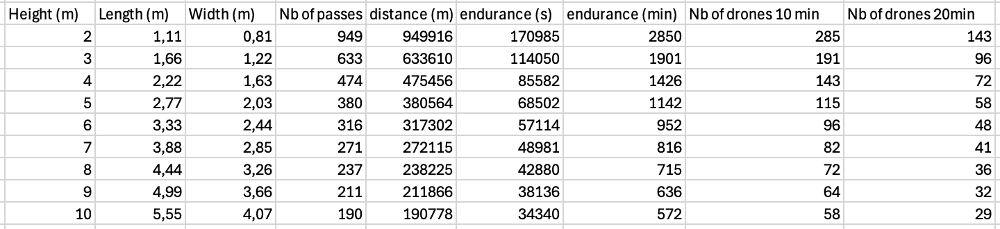 Height (m) Length (m) Width (m) Nb of passes distance (m) endurance (s) endurance (min) Nb of drones 10 min Nb of drones 20min
2 1,11 0,81 949 949916 170985 2850 285 143
3 1,66 1,22 633 633610 114050 1901 191 96
4 2,22 1,63 474 475456 85582 1426 143 72
5 2,77 2,03 380 380564 68502 1142 115 58
6 3,33 2,44 316 317302 57114 952 96 48
7 3,88 2,85 271 272115 48981 816 82 41
8 4,44 3,26 237 238225 42880 715 72 36
9 4,99 3,66 211 211866 38136 636 64 32
10 5,55 4,07 190 190778 34340 572 58 29